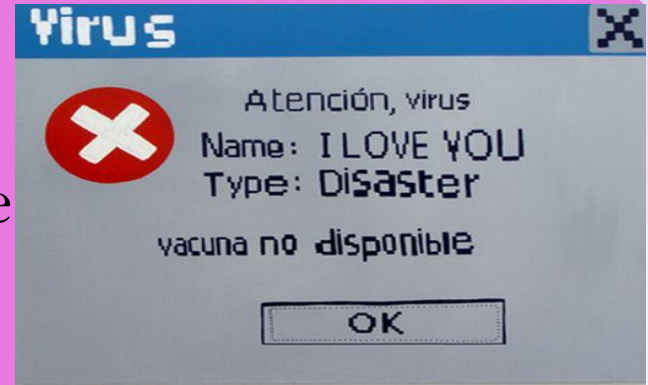 Virus
Atención, virus
Name: I LOVE YOU
Type: Disaster
vacuna no disponible
OK
e